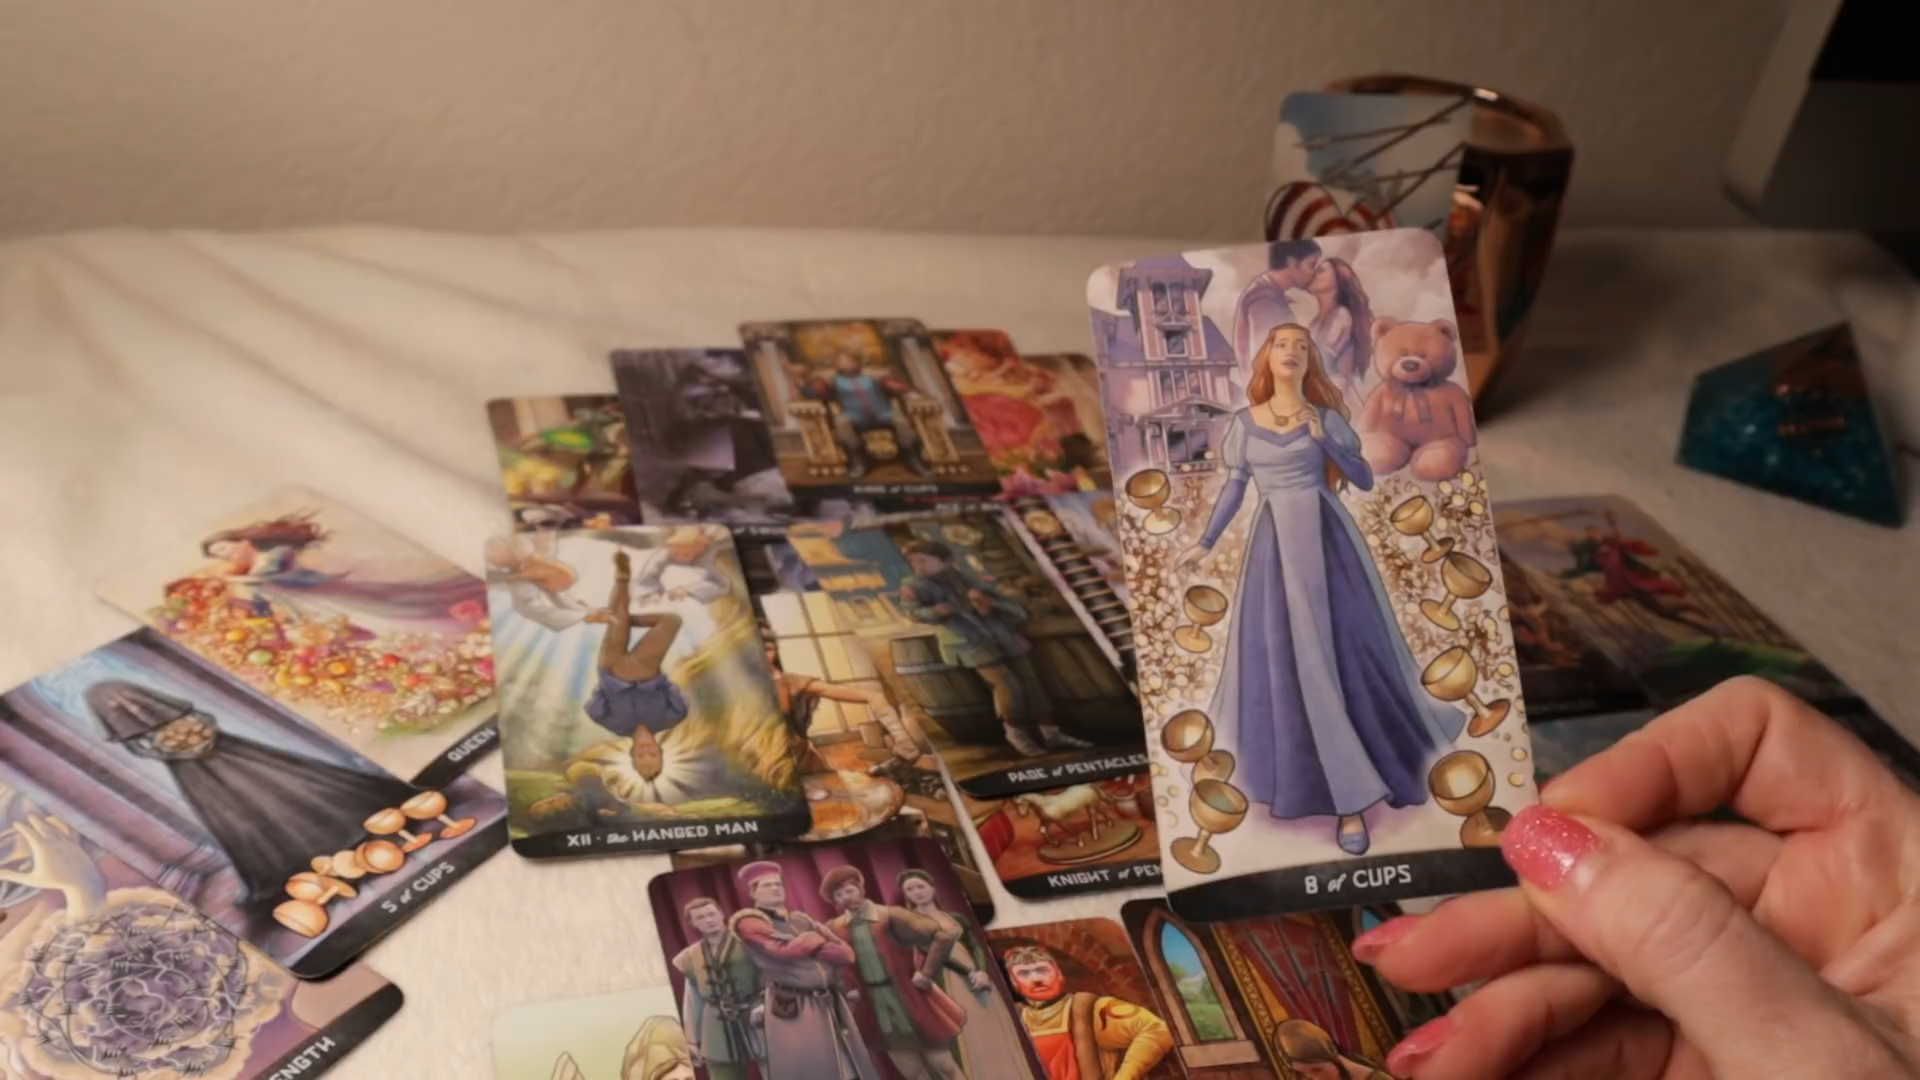 KING of CUPS
QUEEN
PAGE of PENTACLES
XII · the HANGED MAN
KNIGHT of PEN
8 of CUPS
5 of CUPS
ENGTH